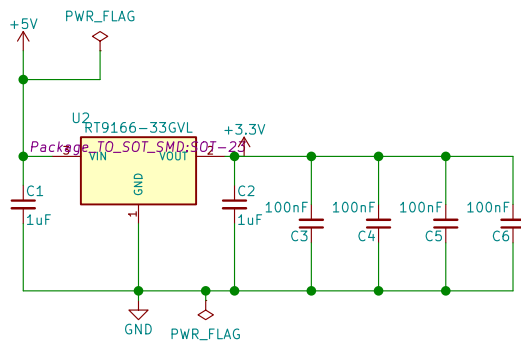 PWR_FLAG
+5V
U2
RT9166-33GVL
Package_TO_SOT_SMD:SOT-23
+3.3V
3
VIN
VOUT
2
GND
1
C1
1uF
C2
1uF
100nF
C3
100nF
C4
100nF
C5
100nF
C6
GND
PWR_FLAG